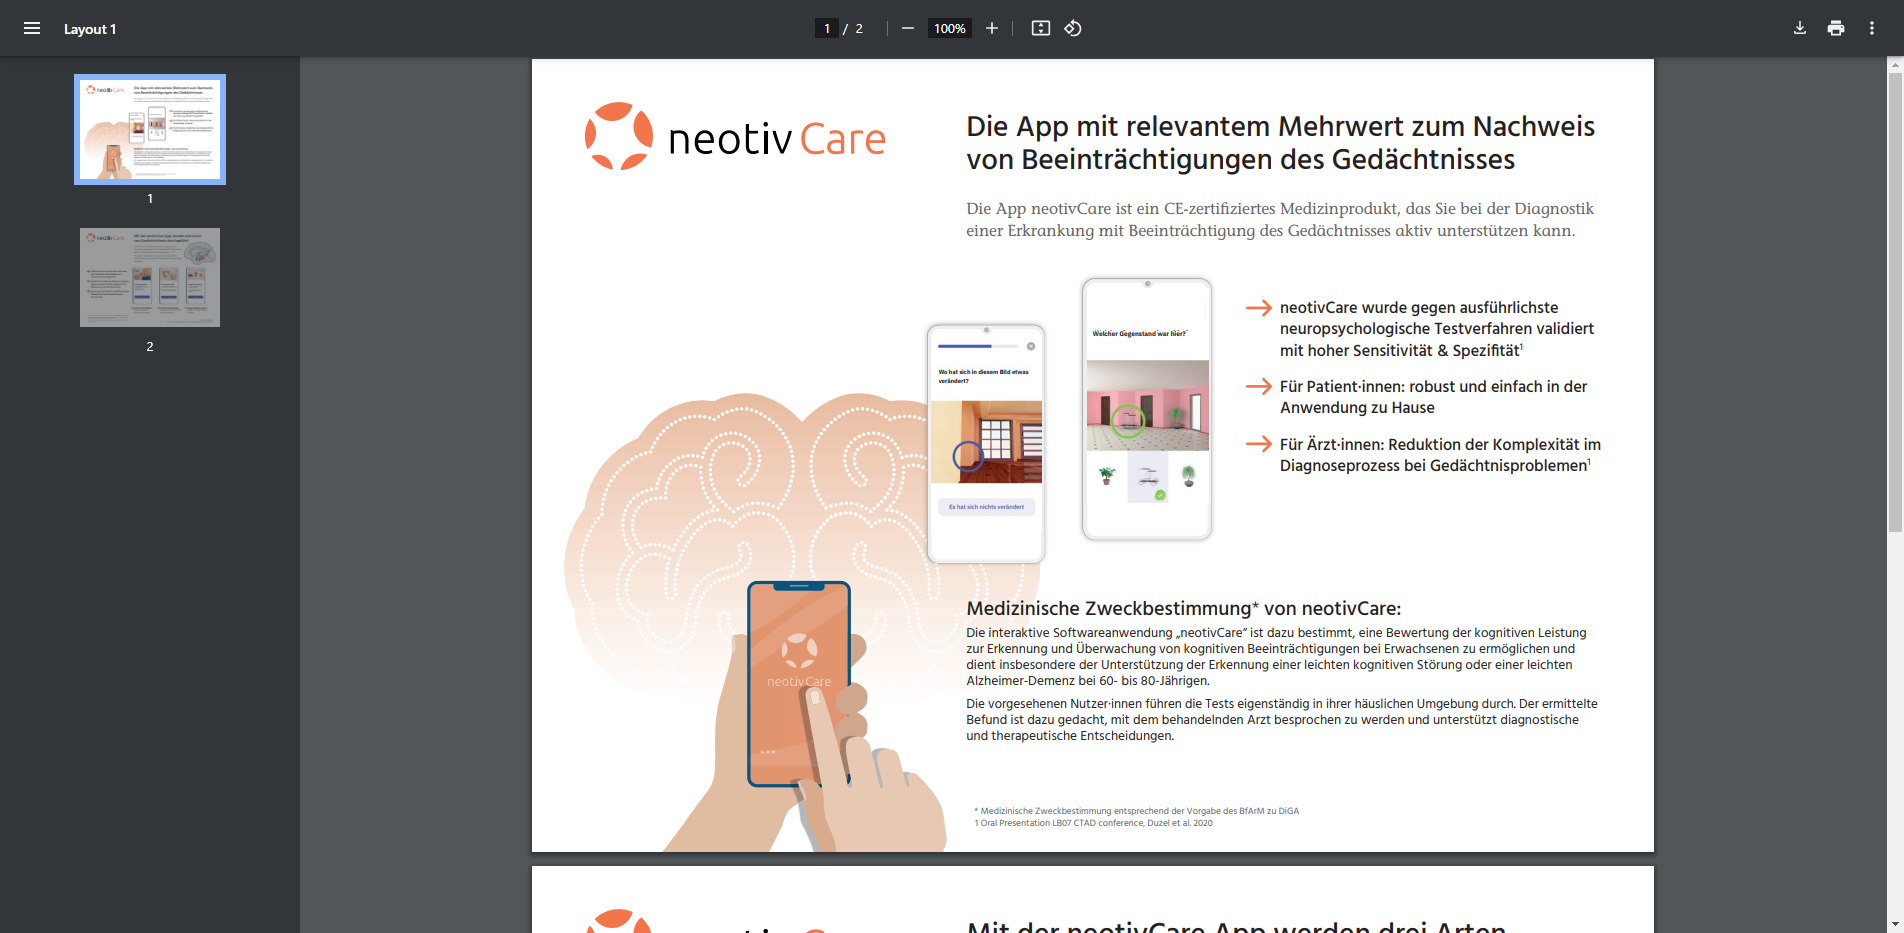 Layout 1
1 / 2
100%
1
2
neotiv Care
Die App mit relevantem Mehrwert zum Nachweis
von Beeinträchtigungen des Gedächtnisses
Die App neotivCare ist ein CE-zertifiziertes Medizinprodukt, das Sie bei der Diagnostik
einer Erkrankung mit Beeinträchtigung des Gedächtnisses aktiv unterstützen kann.
Wo hat sich in diesem Bild etwas
verändert?
Es hat sich nichts verändert
Welcher Gegenstand war hier?
neotivCare wurde gegen ausführlichste
neuropsychologische Testverfahren validiert
mit hoher Sensitivität & Spezifität¹
Für Patient·innen: robust und einfach in der
Anwendung zu Hause
Für Ärzt·innen: Reduktion der Komplexität im
Diagnoseprozess bei Gedächtnisproblemen¹
neotiv Care
Medizinische Zweckbestimmung* von neotivCare:
Die interaktive Softwareanwendung „neotivCare“ ist dazu bestimmt, eine Bewertung der kognitiven Leistung
zur Erkennung und Überwachung von kognitiven Beeinträchtigungen bei Erwachsenen zu ermöglichen und
dient insbesondere der Unterstützung der Erkennung einer leichten kognitiven Störung oder einer leichten
Alzheimer-Demenz bei 60- bis 80-Jährigen.
Die vorgesehenen Nutzer·innen führen die Tests eigenständig in ihrer häuslichen Umgebung durch. Der ermittelte
Befund ist dazu gedacht, mit dem behandelnden Arzt besprochen zu werden und unterstützt diagnostische
und therapeutische Entscheidungen.
* Medizinische Zweckbestimmung entsprechend der Vorgabe des BfArM zu DiGA
1 Oral Presentation LB07 CTAD conference, Duzel et al. 2020
Mit der neotivCare App werden drei Arten